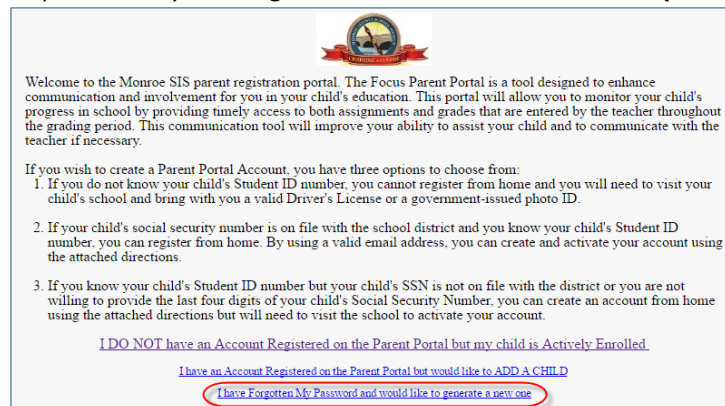 Welcome to the Monroe SIS parent registration portal. The Focus Parent Portal is a tool designed to enhance
communication and involvement for you in your child's education. This portal will allow you to monitor your child's
progress in school by providing timely access to both assignments and grades that are entered by the teacher throughout
the grading period. This communication tool will improve your ability to assist your child and to communicate with the
teacher if necessary.
If you wish to create a Parent Portal Account, you have three options to choose from:
1. If you do not know your child's Student ID number, you cannot register from home and you will need to visit your
child's school and bring with you a valid Driver's License or a government-issued photo ID.
2. If your child's social security number is on file with the school district and you know your child's Student ID
number, you can register from home. By using a valid email address, you can create and activate your account using
the attached directions.
3. If you know your child's Student ID number but your child's SSN is not on file with the district or you are not
willing to provide the last four digits of your child's Social Security Number, you can create an account from home
using the attached directions but will need to visit the school to activate your account.
I DO NOT have an Account Registered on the Parent Portal but my child is Actively Enrolled
I have an Account Registered on the Parent Portal but would like to ADD A CHILD
I have Forgotten My Password and would like to generate a new one